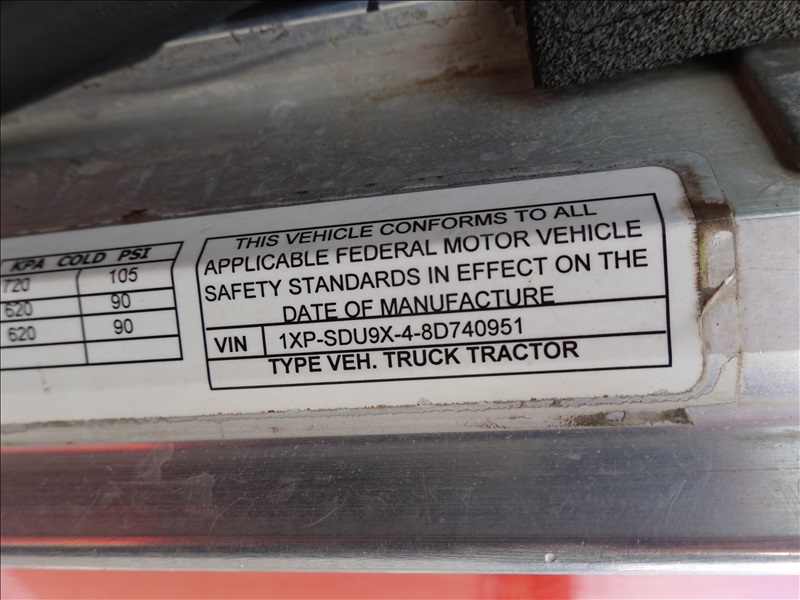 KPA COLD PSI
720 105
620 90
620 90
THIS VEHICLE CONFORMS TO ALL
APPLICABLE FEDERAL MOTOR VEHICLE
SAFETY STANDARDS IN EFFECT ON THE
DATE OF MANUFACTURE
VIN 1XP-SDU9X-4-8D740951
TYPE VEH. TRUCK TRACTOR